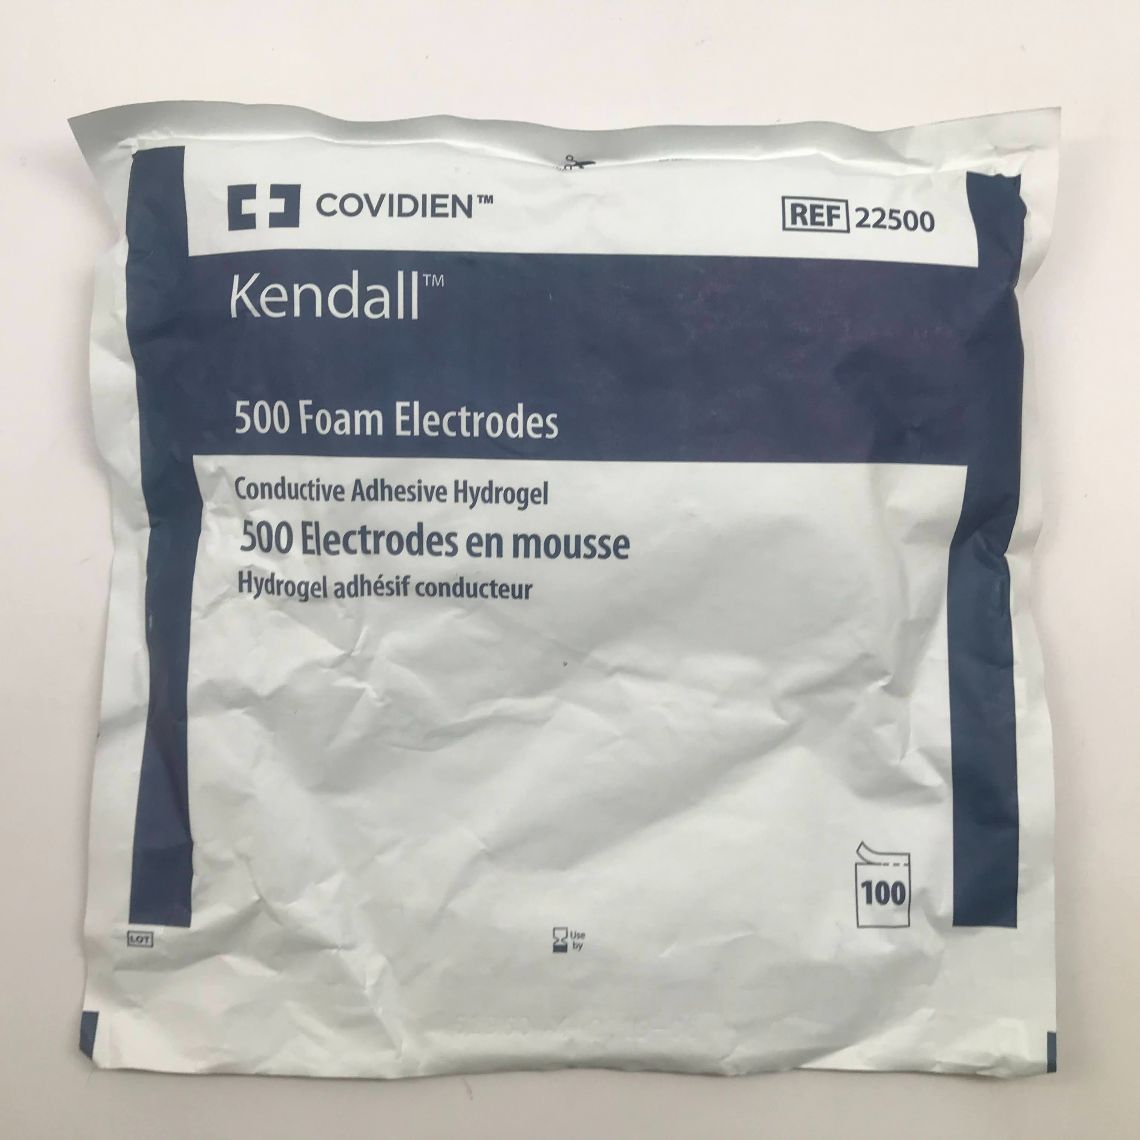 COVIDIEN™
REF 22500
Kendall™
500 Foam Electrodes
Conductive Adhesive Hydrogel
500 Electrodes en mousse
Hydrogel adhésif conducteur
100
LOT
Use
by